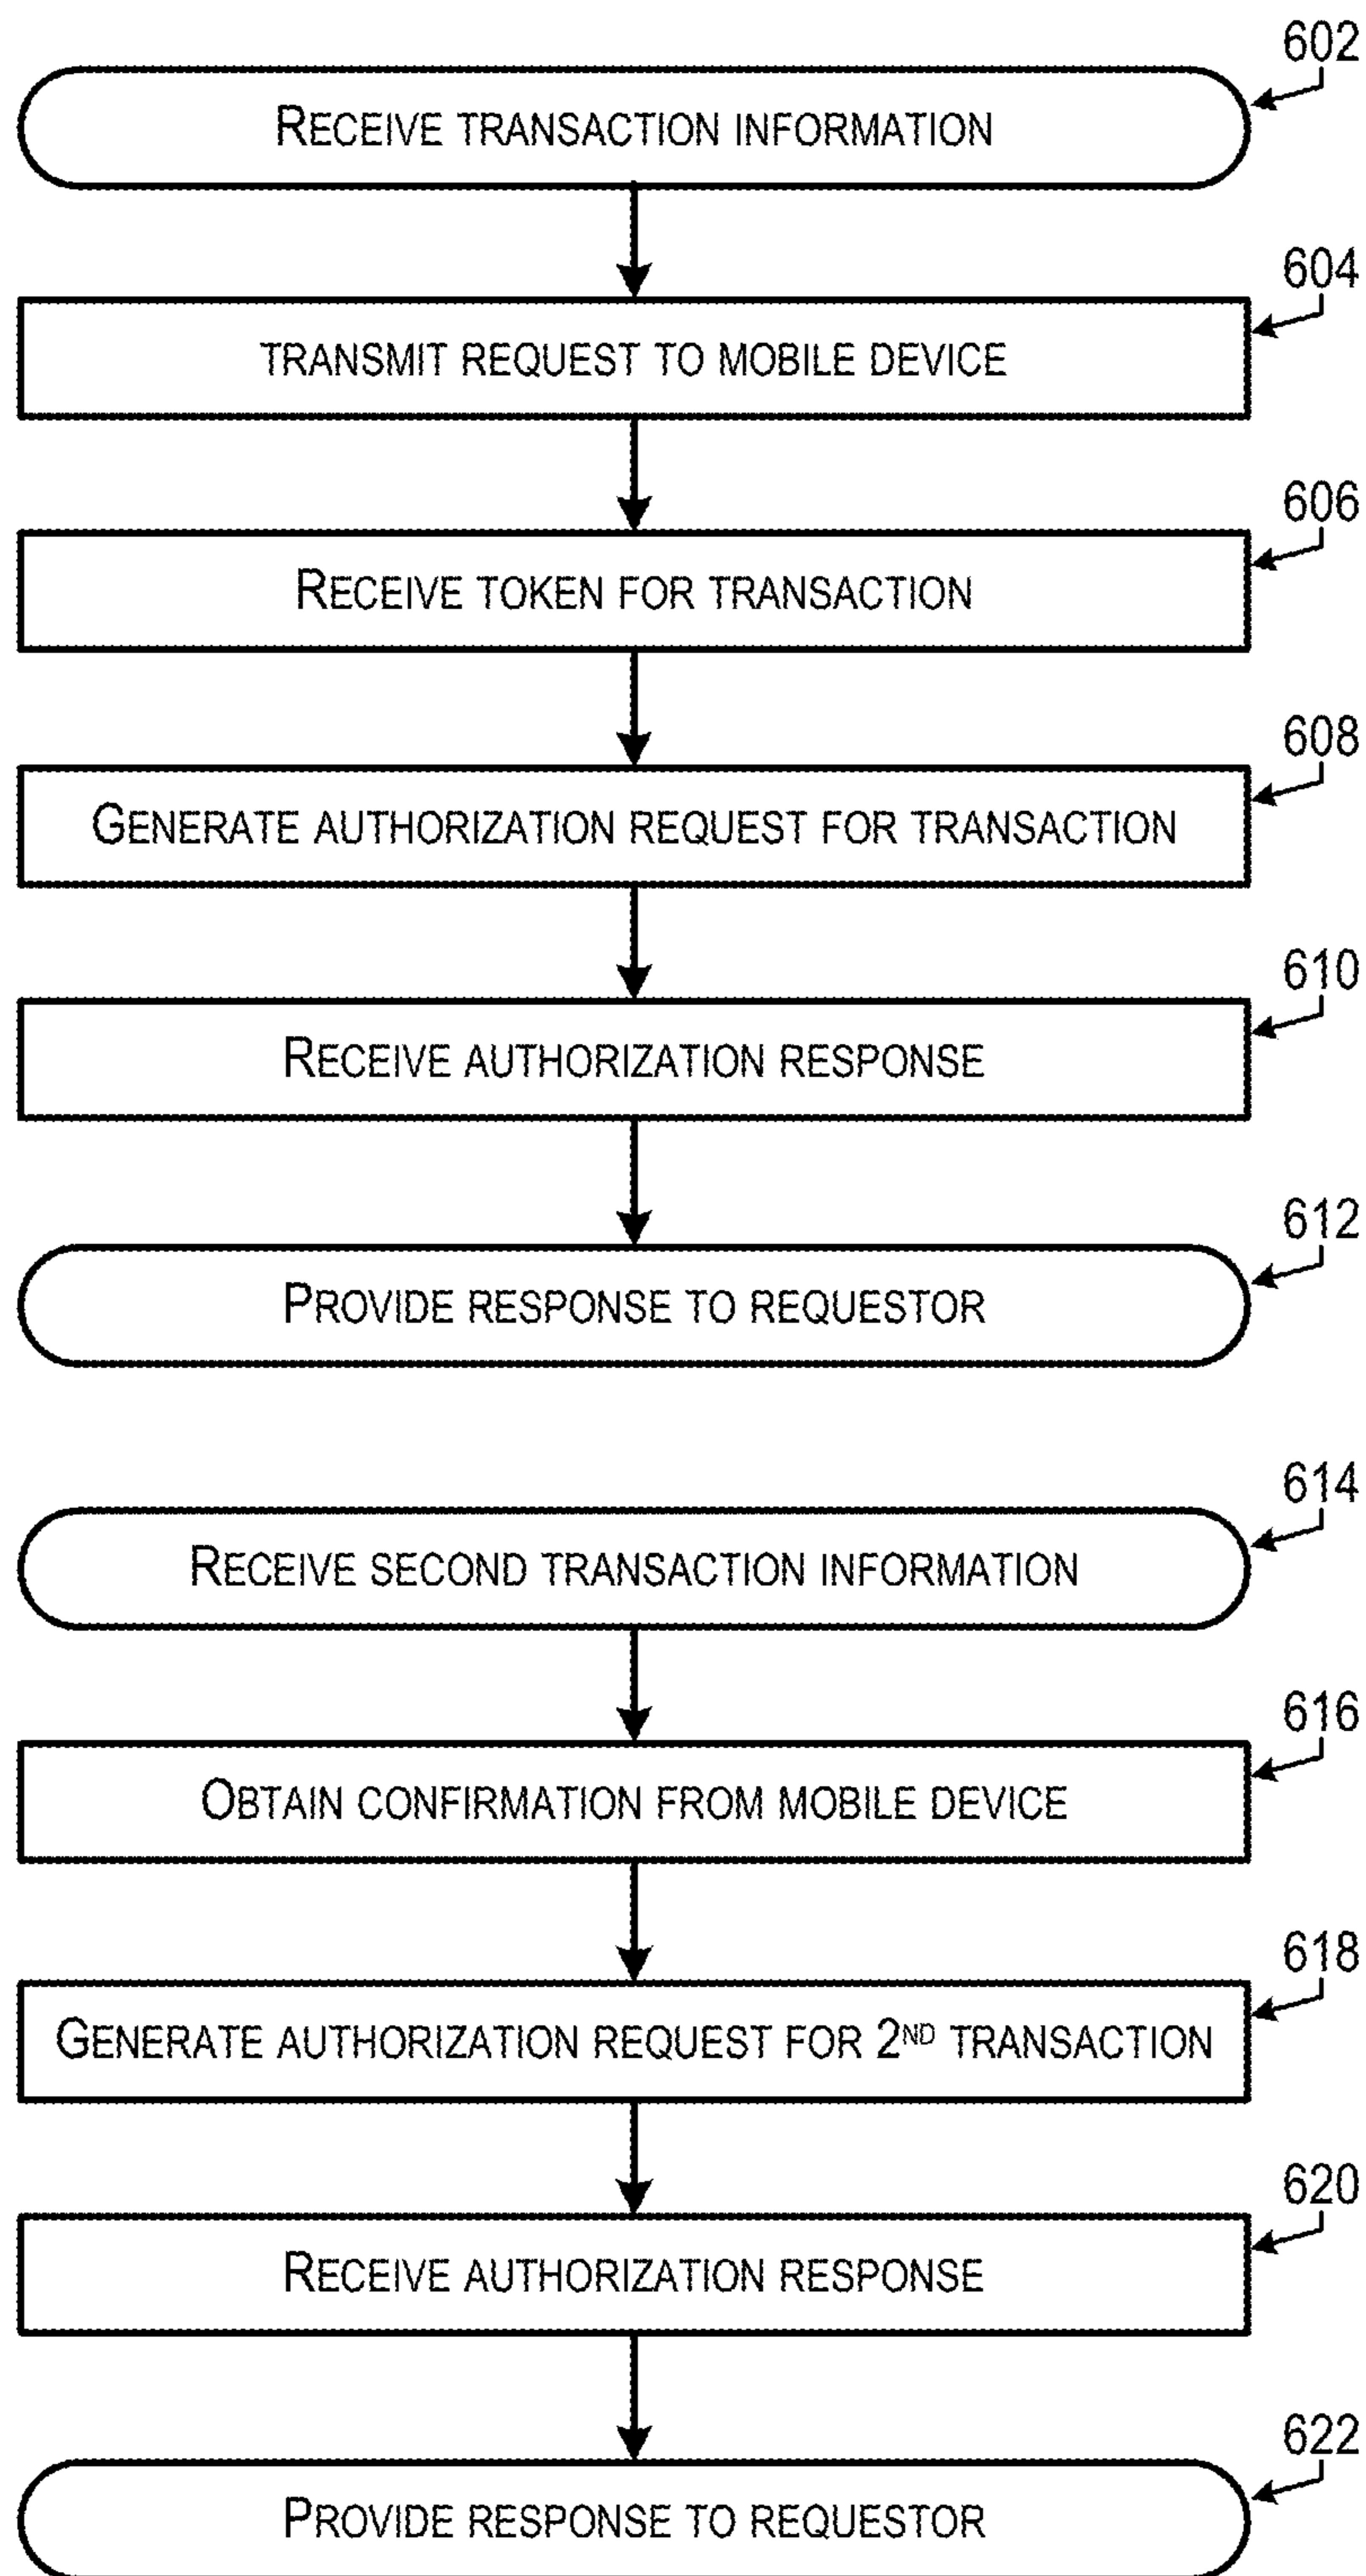 602
RECEIVE TRANSACTION INFORMATION
604
TRANSMIT REQUEST TO MOBILE DEVICE
606
RECEIVE TOKEN FOR TRANSACTION
608
GENERATE AUTHORIZATION REQUEST FOR TRANSACTION
610
RECEIVE AUTHORIZATION RESPONSE
612
PROVIDE RESPONSE TO REQUESTOR
614
RECEIVE SECOND TRANSACTION INFORMATION
616
OBTAIN CONFIRMATION FROM MOBILE DEVICE
618
GENERATE AUTHORIZATION REQUEST FOR 2ND TRANSACTION
620
RECEIVE AUTHORIZATION RESPONSE
622
PROVIDE RESPONSE TO REQUESTOR